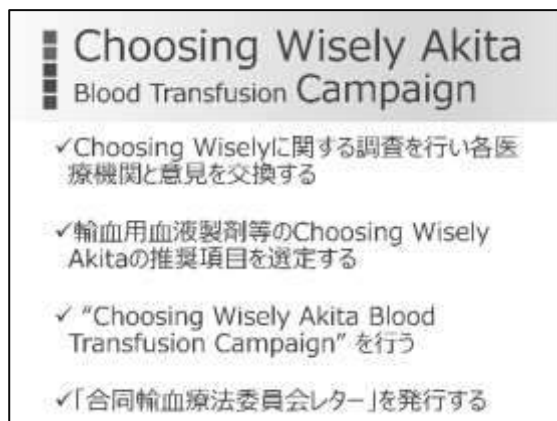 Choosing Wisely Akita
Blood Transfusion Campaign
✓Choosing Wiselyに関する調査を行い各医
療機関と意見を交換する
✓輸血用血液製剤等のChoosing Wisely
Akitaの推奨項目を選定する
✓ “Choosing Wisely Akita Blood
Transfusion Campaign” を行う
✓「合同輸血療法委員会レター」を発行する